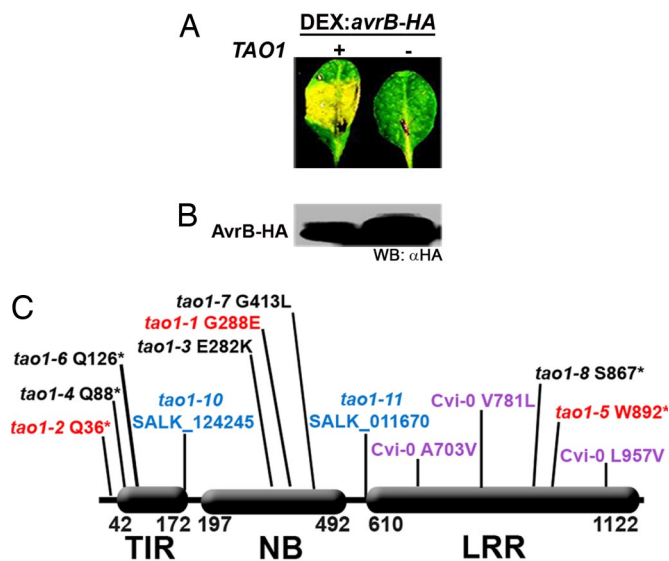 A
DEX:avrB-HA
TAO1 + -
B
AvrB-HA
WB: αHA
C
tao1-7 G413L
tao1-1 G288E
tao1-3 E282K
tao1-6 Q126*
tao1-4 Q88*
tao1-2 Q36*
tao1-10
SALK_124245
tao1-11
SALK_011670
Cvi-0 V781L
Cvi-0 A703V
tao1-8 S867*
tao1-5 W892*
Cvi-0 L957V
42 172 197 492 610 1122
TIR NB LRR